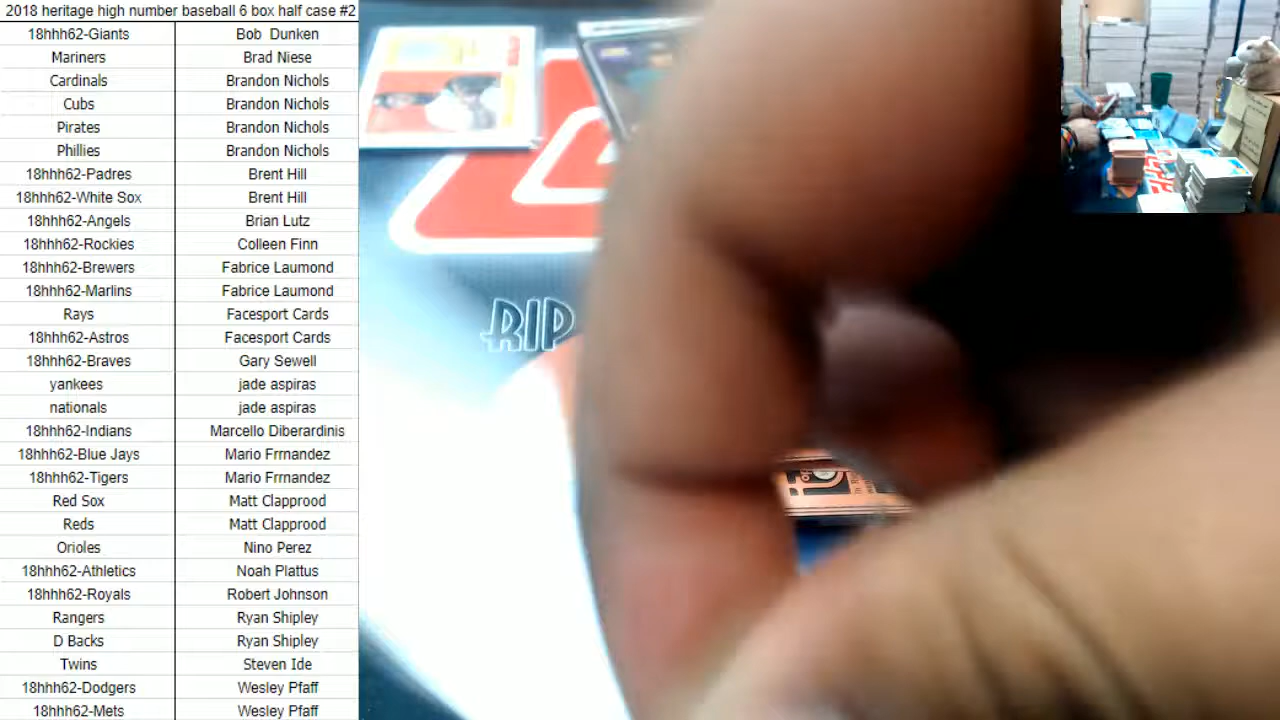 2018 heritage high number baseball 6 box half case #2
18hhh62-Giants Bob Dunken
Mariners Brad Niese
Cardinals Brandon Nichols
Cubs Brandon Nichols
Pirates Brandon Nichols
Phillies Brandon Nichols
18hhh62-Padres Brent Hill
18hhh62-White Sox Brent Hill
18hhh62-Angels Brian Lutz
18hhh62-Rockies Colleen Finn
18hhh62-Brewers Fabrice Laumond
18hhh62-Marlins Fabrice Laumond
Rays Facesport Cards
18hhh62-Astros Facesport Cards
18hhh62-Braves Gary Sewell
yankees jade aspiras
nationals jade aspiras
18hhh62-Indians Marcello Diberardinis
18hhh62-Blue Jays Mario Frrnandez
18hhh62-Tigers Mario Frrnandez
Red Sox Matt Clapprood
Reds Matt Clapprood
Orioles Nino Perez
18hhh62-Athletics Noah Plattus
18hhh62-Royals Robert Johnson
Rangers Ryan Shipley
D Backs Ryan Shipley
Twins Steven Ide
18hhh62-Dodgers Wesley Pfaff
18hhh62-Mets Wesley Pfaff
RIP